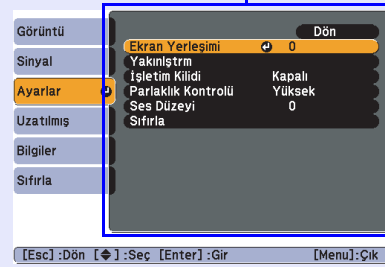 Görüntü
Sinyal
Ayarlar
Uzatılmış
Bilgiler
Sıfırla
Dön
Ekran Yerleşimi 0
Yakınlştrm
İşletim Kilidi Kapalı
Parlaklık Kontrolü Yüksek
Ses Düzeyi 0
Sıfırla
[Esc] :Dön [◆] :Seç [Enter] :Gir [Menu] :Çık